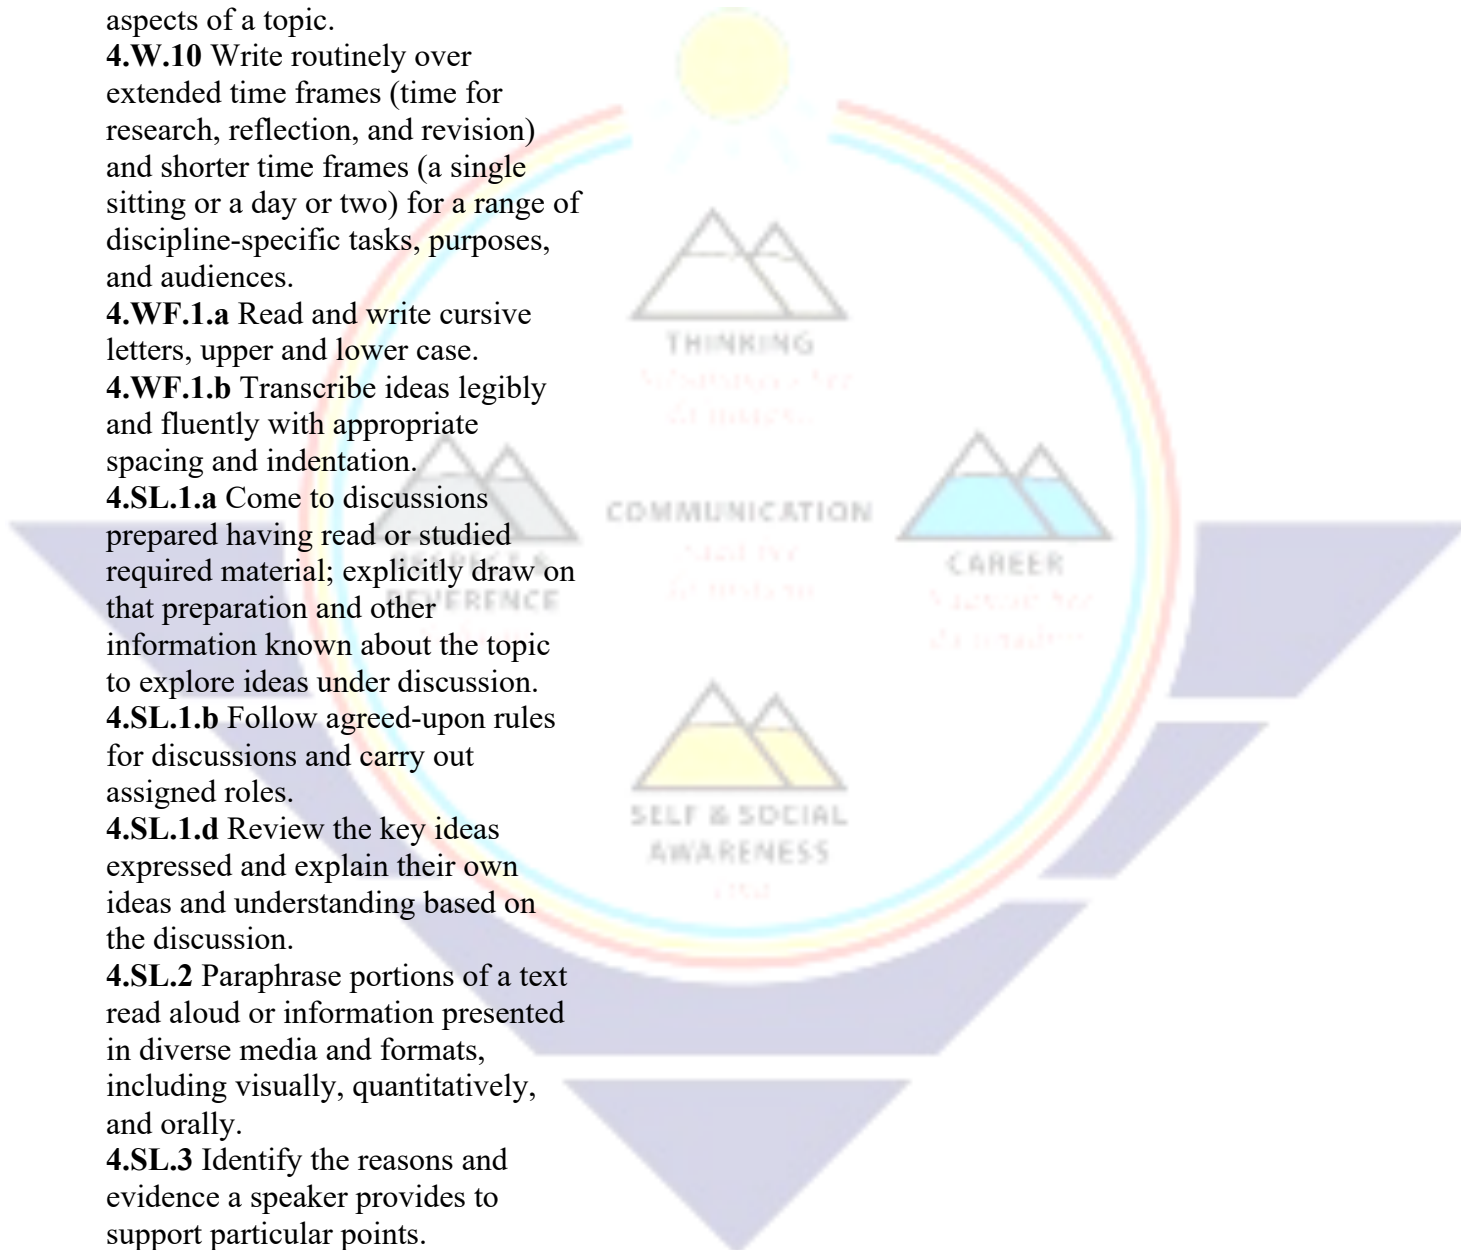 aspects of a topic.
4.W.10 Write routinely over
extended time frames (time for
research, reflection, and revision)
and shorter time frames (a single
sitting or a day or two) for a range of
discipline-specific tasks, purposes,
and audiences.
4.WF.1.a Read and write cursive
letters, upper and lower case.
4.WF.1.b Transcribe ideas legibly
and fluently with appropriate
spacing and indentation.
4.SL.1.a Come to discussions
prepared having read or studied
required material; explicitly draw on
that preparation and other
information known about the topic
to explore ideas under discussion.
4.SL.1.b Follow agreed-upon rules
for discussions and carry out
assigned roles.
4.SL.1.d Review the key ideas
expressed and explain their own
ideas and understanding based on
the discussion.
4.SL.2 Paraphrase portions of a text
read aloud or information presented
in diverse media and formats,
including visually, quantitatively,
and orally.
4.SL.3 Identify the reasons and
evidence a speaker provides to
support particular points.
THINKING
COMMUNICATION
RESPECT &
REVERENCE
CAREER
SELF & SOCIAL
AWARENESS